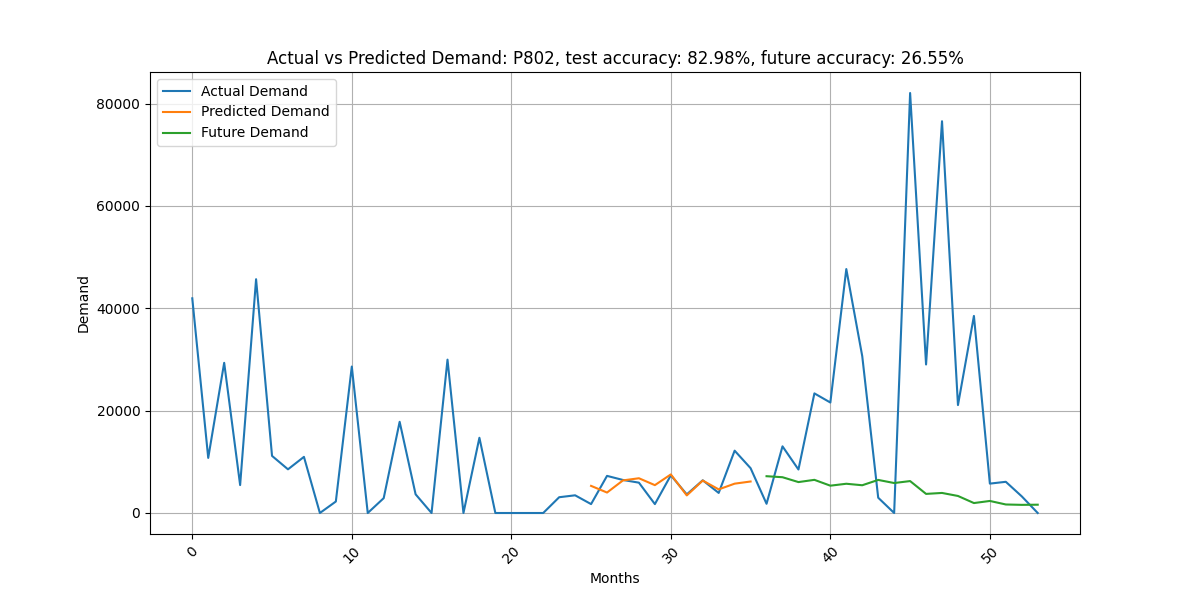 Actual vs Predicted Demand: P802, test accuracy: 82.98%, future accuracy: 26.55%
Actual Demand
Predicted Demand
Future Demand
80000
60000
40000
20000
0
Demand
0
10
20
30
40
50
Months